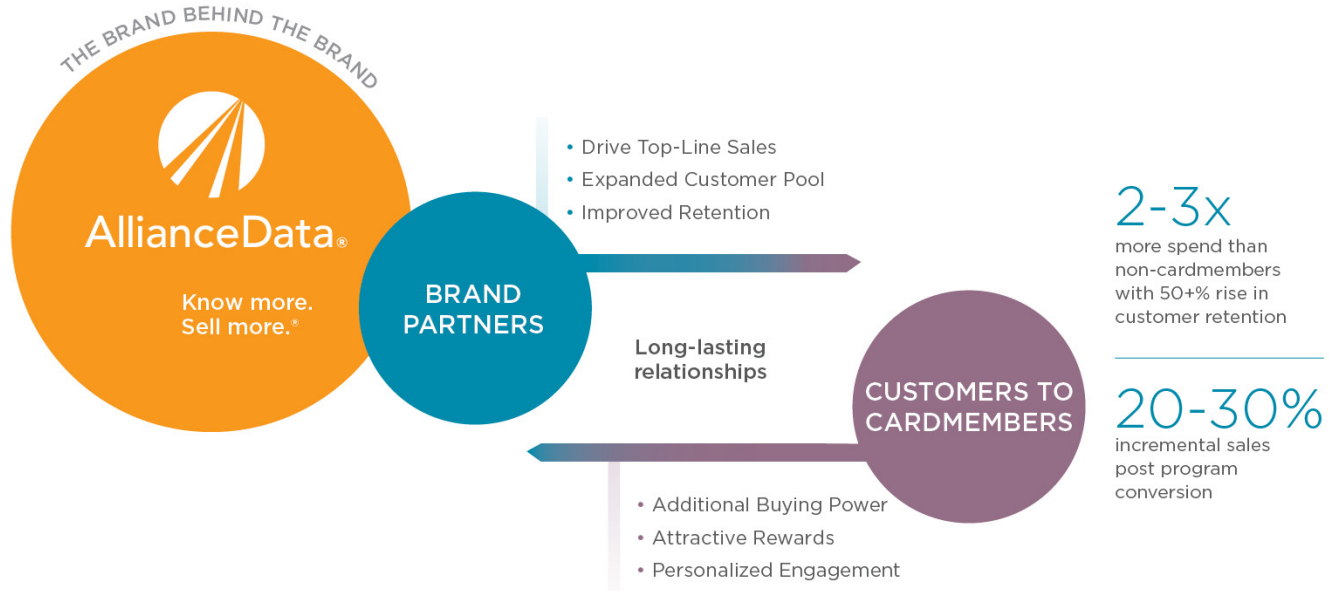 THE BRAND BEHIND THE BRAND
AllianceData®
Know more.
Sell more.®
BRAND
PARTNERS
• Drive Top-Line Sales
• Expanded Customer Pool
• Improved Retention
Long-lasting
relationships
• Additional Buying Power
• Attractive Rewards
• Personalized Engagement
CUSTOMERS TO
CARDMEMBERS
2-3x
more spend than
non-cardmembers
with 50+% rise in
customer retention
20-30%
incremental sales
post program
conversion